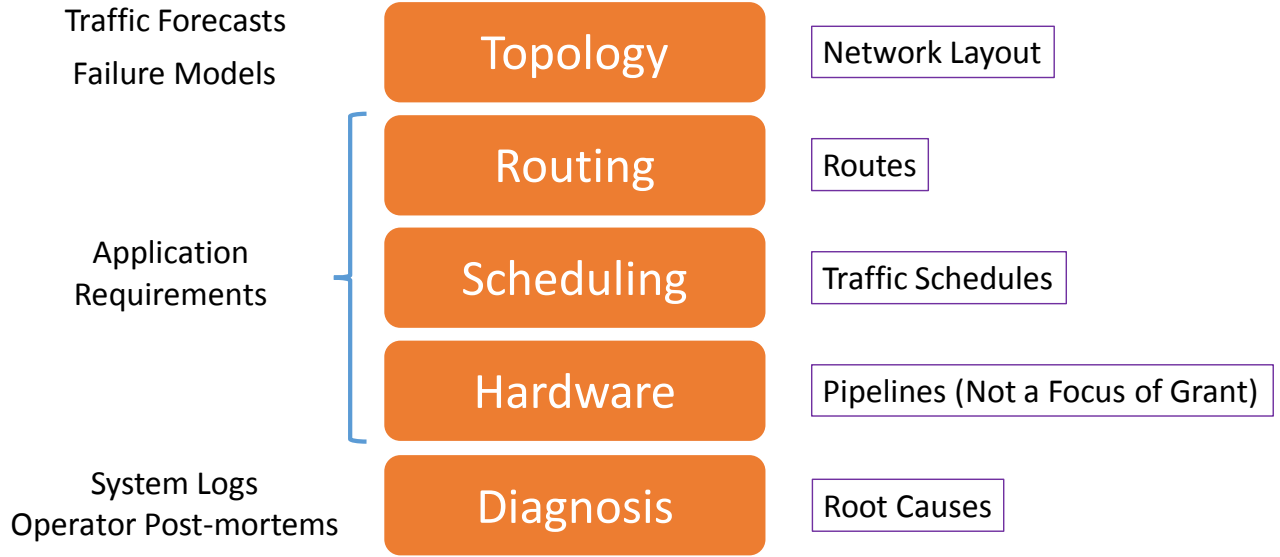 Traffic Forecasts
Failure Models
Topology
Network Layout
Routing
Routes
Application
Requirements
Scheduling
Traffic Schedules
Hardware
Pipelines (Not a Focus of Grant)
System Logs
Operator Post-mortems
Diagnosis
Root Causes